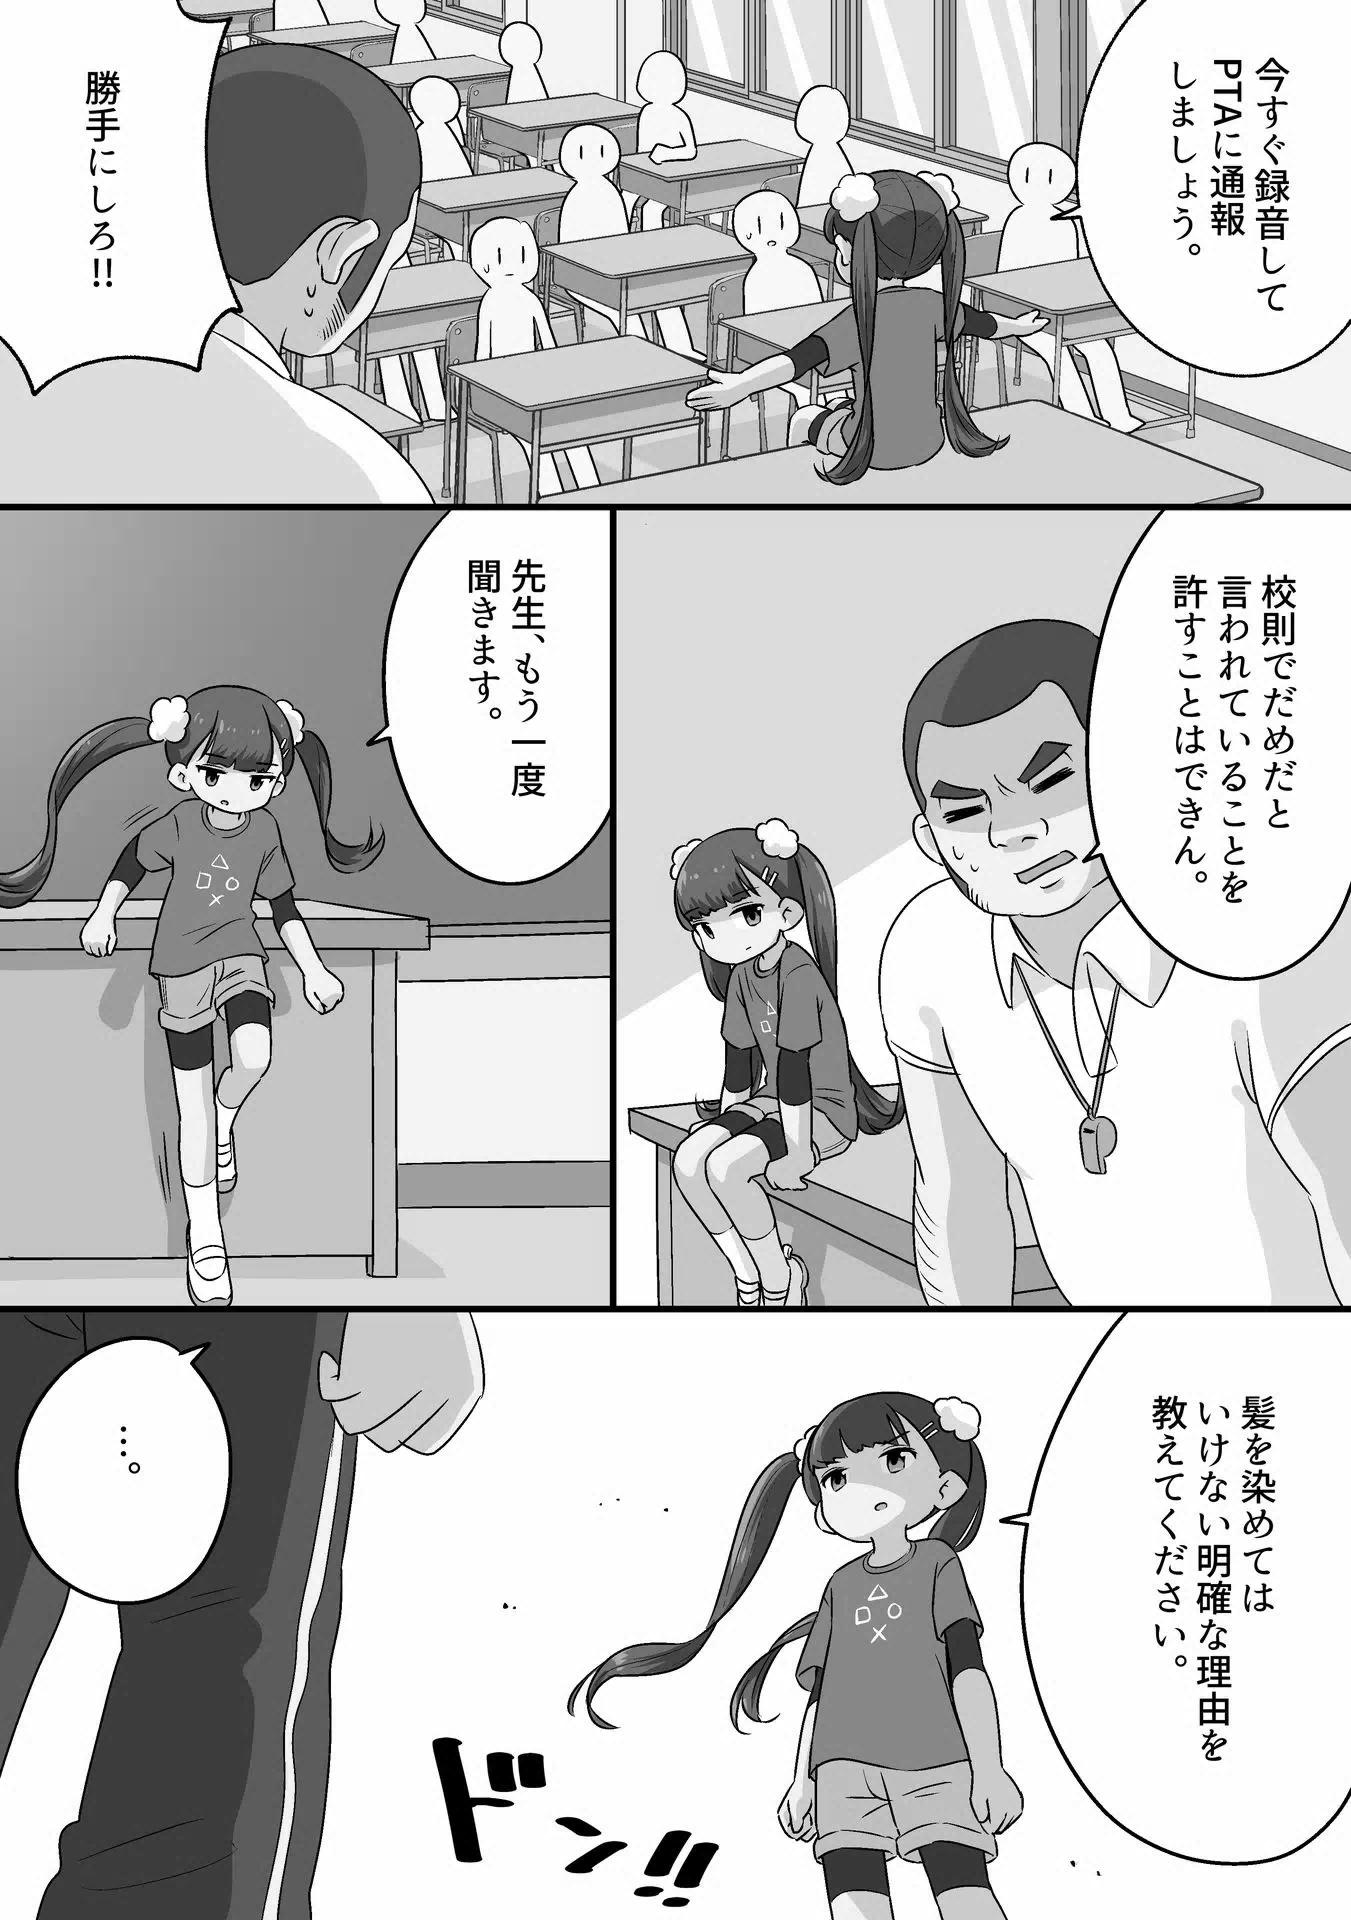 今すぐ録音して
PTAに通報
しましょう。
勝手にしろ!!
校則でだめだと
言われていることを
許すことはできん。
先生、もう一度
聞きます。
髪を染めては
いけない明確な理由を
教えてください。
…。
ドンッ!!